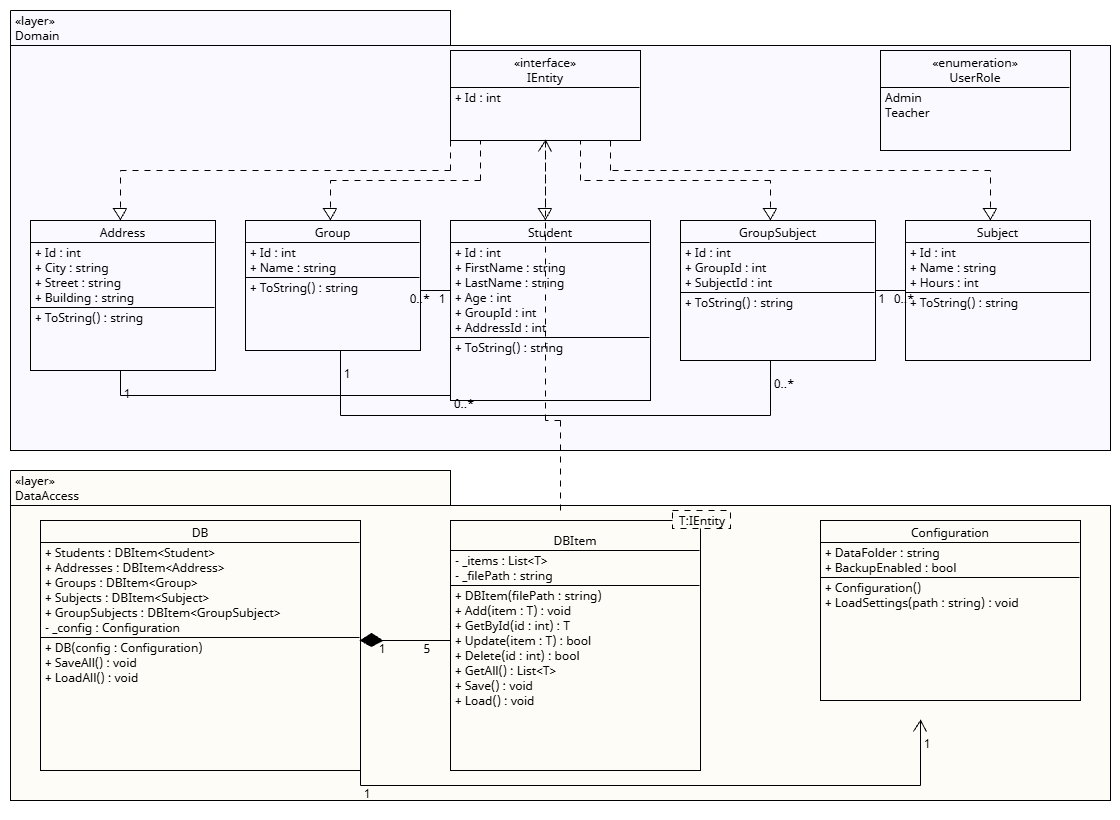 «layer»
Domain
«interface»
IEntity
+ Id : int
«enumeration»
UserRole
Admin
Teacher
Address
+ Id : int
+ City : string
+ Street : string
+ Building : string
+ ToString() : string
Group
+ Id : int
+ Name : string
+ ToString() : string
0..*
1
Student
+ Id : int
+ FirstName : string
+ LastName : string
+ Age : int
+ GroupId : int
+ AddressId : int
+ ToString() : string
GroupSubject
+ Id : int
+ GroupId : int
+ SubjectId : int
+ ToString() : string
1
0..*
Subject
+ Id : int
+ Name : string
+ Hours : int
+ ToString() : string
1
1
0..*
0..*
«layer»
DataAccess
DB
+ Students : DBItem<Student>
+ Addresses : DBItem<Address>
+ Groups : DBItem<Group>
+ Subjects : DBItem<Subject>
+ GroupSubjects : DBItem<GroupSubject>
- _config : Configuration
+ DB(config : Configuration)
+ SaveAll() : void
+ LoadAll() : void
1
5
T:IEntity
DBItem
- _items : List<T>
- _filePath : string
+ DBItem(filePath : string)
+ Add(item : T) : void
+ GetById(id : int) : T
+ Update(item : T) : bool
+ Delete(id : int) : bool
+ GetAll() : List<T>
+ Save() : void
+ Load() : void
Configuration
+ DataFolder : string
+ BackupEnabled : bool
+ Configuration()
+ LoadSettings(path : string) : void
1
1